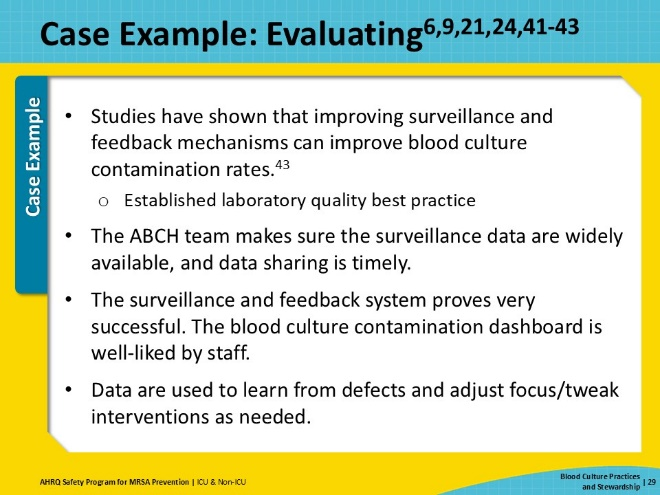 Case Example: Evaluating6,9,21,24,41-43
Case Example
• Studies have shown that improving surveillance and
feedback mechanisms can improve blood culture
contamination rates.43
o Established laboratory quality best practice
• The ABCH team makes sure the surveillance data are widely
available, and data sharing is timely.
• The surveillance and feedback system proves very
successful. The blood culture contamination dashboard is
well-liked by staff.
• Data are used to learn from defects and adjust focus/tweak
interventions as needed.
AHRQ Safety Program for MRSA Prevention | ICU & Non-ICU
Blood Culture Practices
and Stewardship | 29